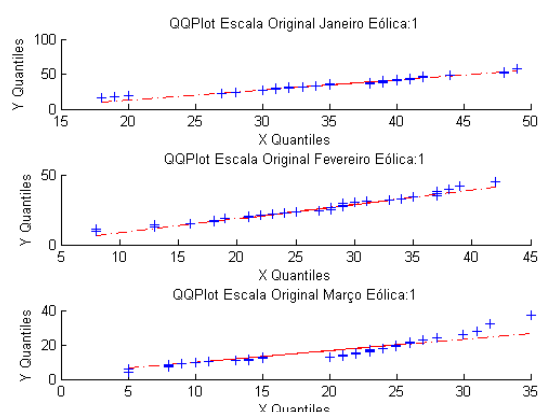 QQPlot Escala Original Janeiro Eólica:1
100
50
0
Y Quantiles
15 20 25 30 35 40 45 50
X Quantiles
QQPlot Escala Original Fevereiro Eólica:1
50
0
Y Quantiles
5 10 15 20 25 30 35 40 45
X Quantiles
QQPlot Escala Original Março Eólica:1
40
20
0
Y Quantiles
0 5 10 15 20 25 30 35
X Quantiles